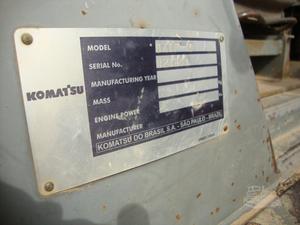 MODEL
SERIAL No.
MANUFACTURING YEAR
KOMATSU
MASS
ENGINE POWER
MANUFACTURER
KOMATSU DO BRASIL S.A. - SÃO PAULO - BRAZIL